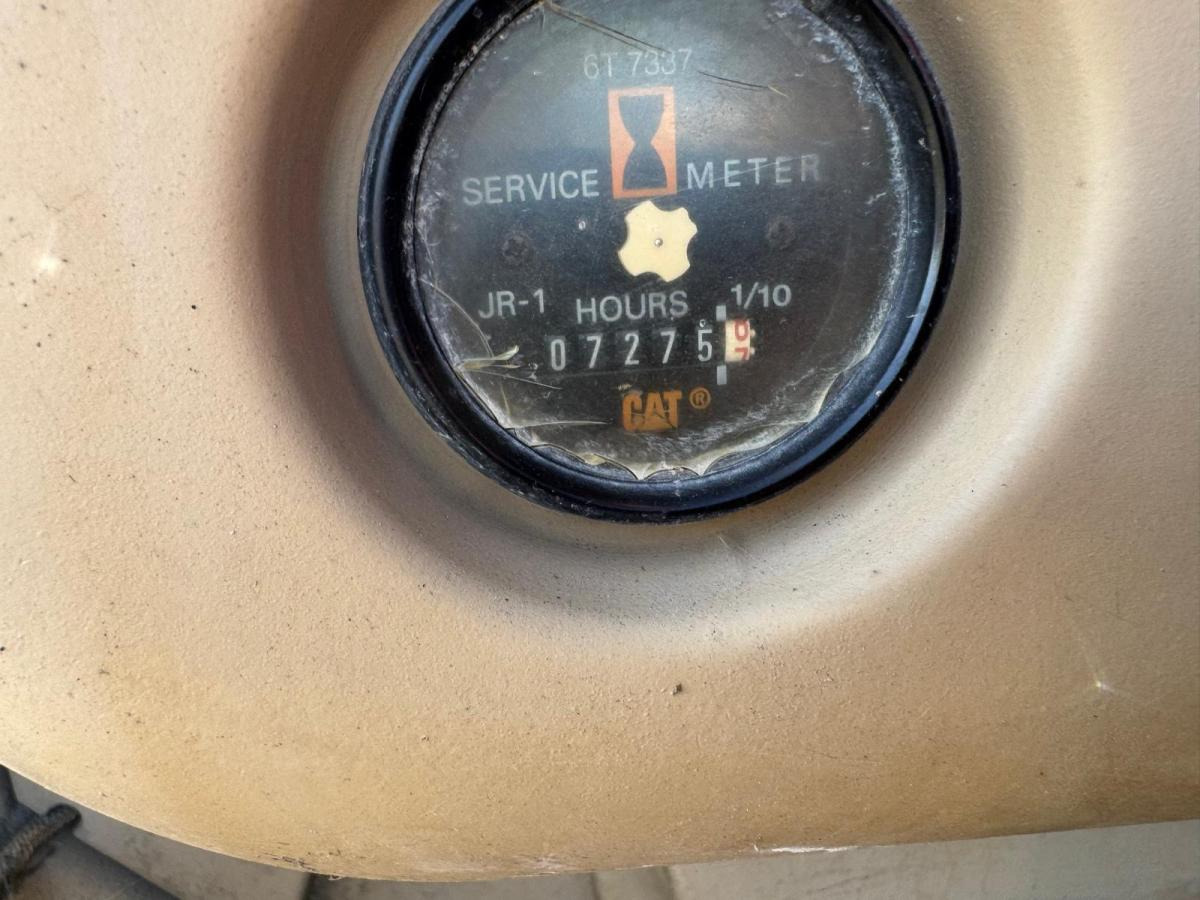 6T 7337
SERVICE METER
JR-1 HOURS 1/10
07275
CAT®